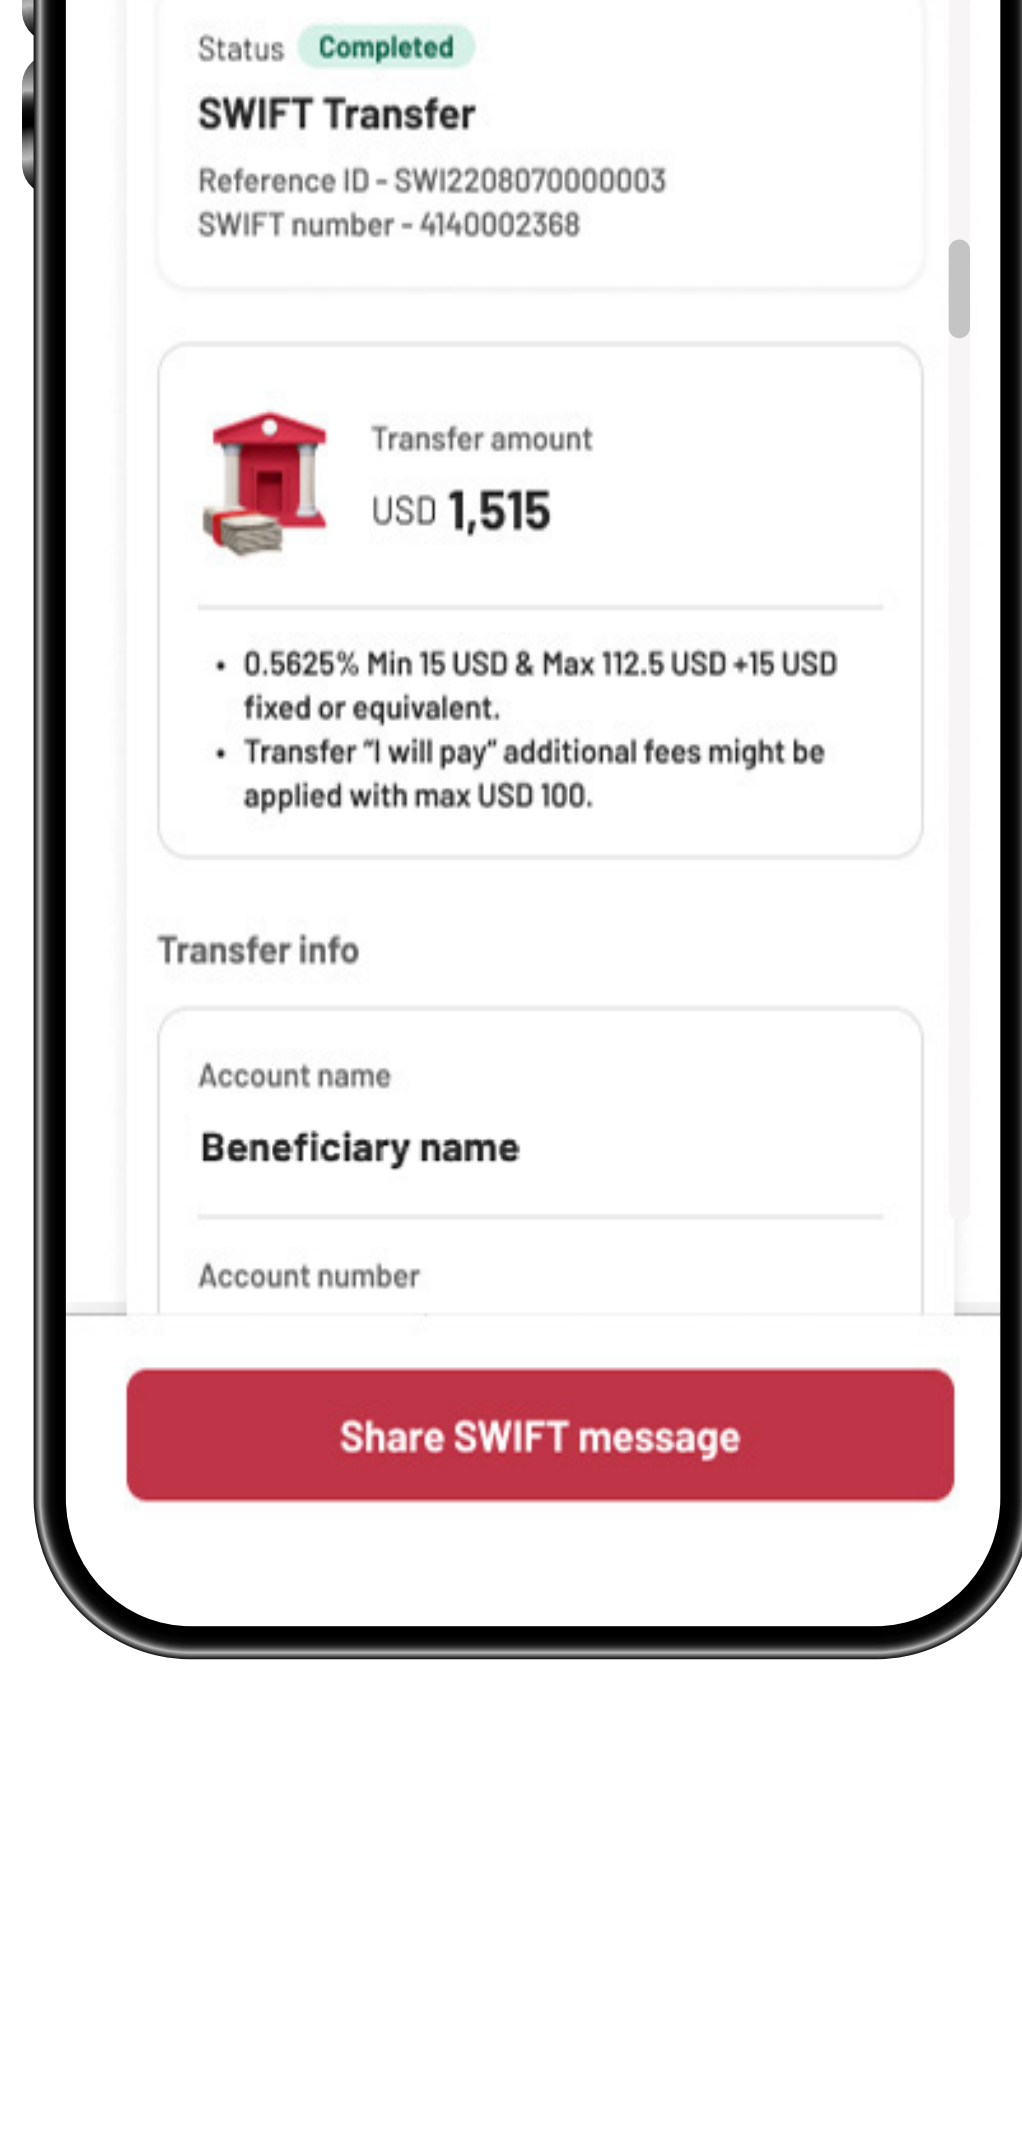 Status Completed
SWIFT Transfer
Reference ID - SWI2208070000003
SWIFT number - 4140002368
Transfer amount
USD 1,515
• 0.5625% Min 15 USD & Max 112.5 USD +15 USD
fixed or equivalent.
• Transfer “I will pay” additional fees might be
applied with max USD 100.
Transfer info
Account name
Beneficiary name
Account number
Share SWIFT message